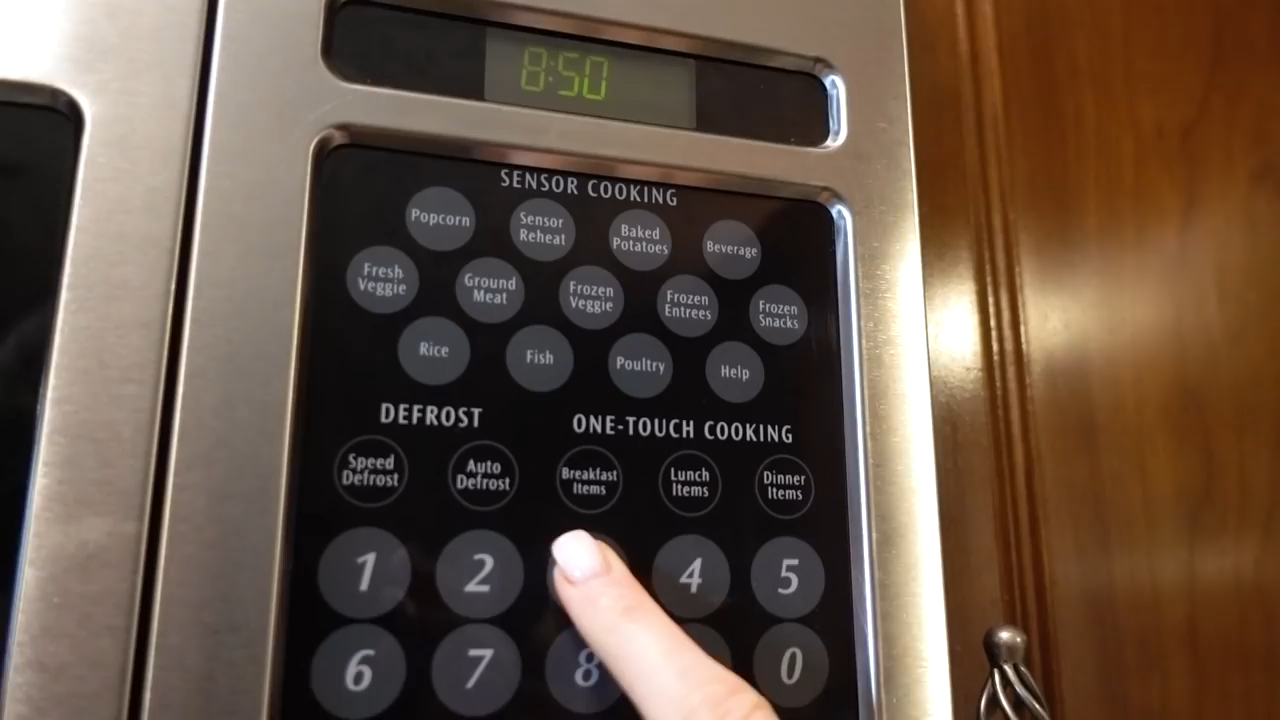 8:50
SENSOR COOKING
Popcorn
Sensor
Reheat
Baked
Potatoes
Beverage
Fresh
Veggie
Ground
Meat
Frozen
Veggie
Frozen
Entrees
Frozen
Snacks
Rice
Fish
Poultry
Help
DEFROST
ONE-TOUCH COOKING
Speed
Defrost
Auto
Defrost
Breakfast
Items
Lunch
Items
Dinner
Items
1 2 4 5
6 7 8 0